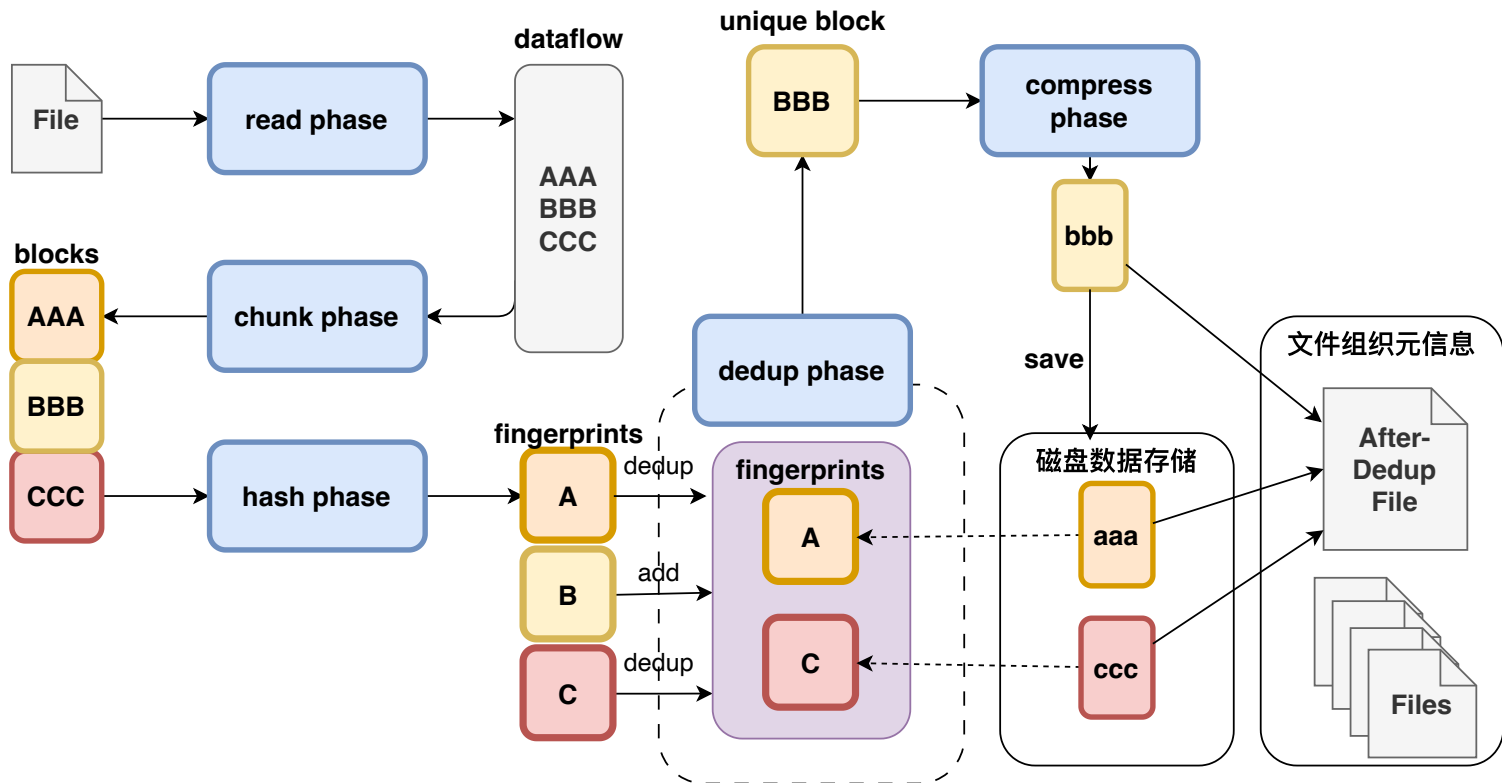 File
read phase
dataflow
AAA
BBB
CCC
unique block
BBB
compress
phase
bbb
blocks
AAA
BBB
CCC
chunk phase
hash phase
fingerprints
A
B
C
dedup
add
dedup
dedup phase
fingerprints
A
C
save
磁盘数据存储
aaa
ccc
文件组织元信息
After-
Dedup
File
Files